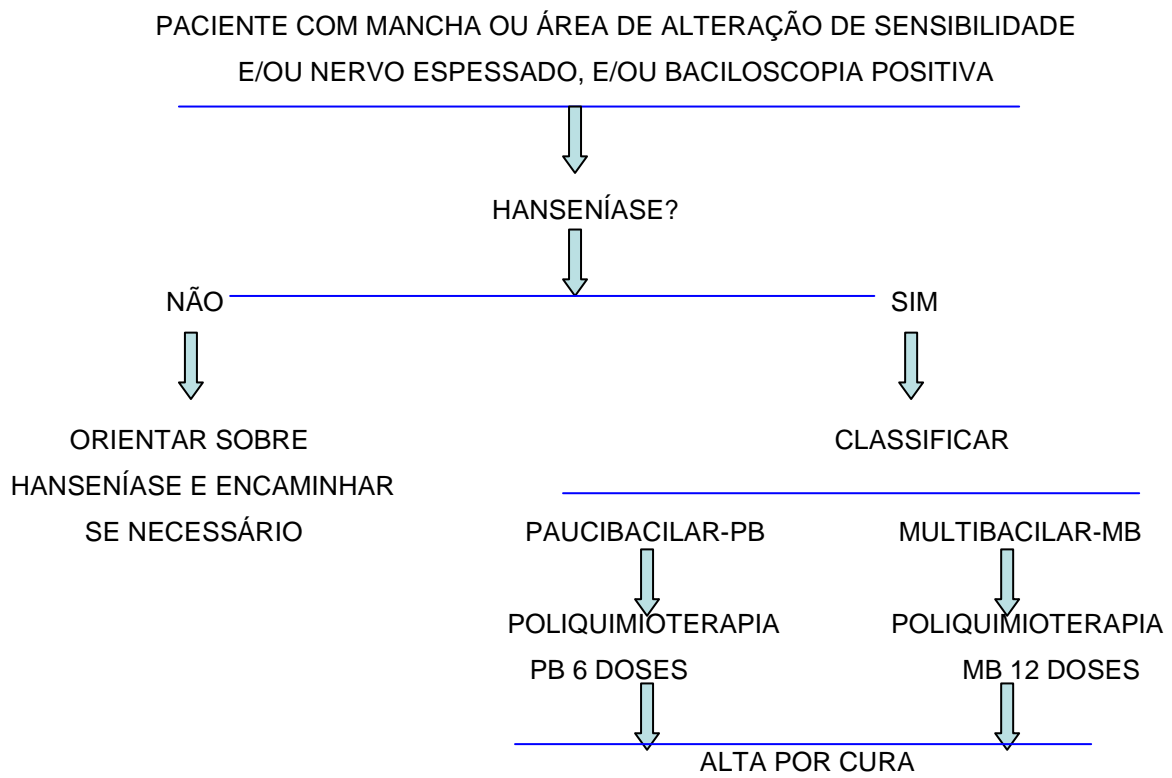 PACIENTE COM MANCHA OU ÁREA DE ALTERAÇÃO DE SENSIBILIDADE
E/OU NERVO ESPESSADO, E/OU BACILOSCOPIA POSITIVA
HANSENÍASE?
NÃO
SIM
ORIENTAR SOBRE
HANSENÍASE E ENCAMINHAR
SE NECESSÁRIO
CLASSIFICAR
PAUCIBACILAR-PB
MULTIBACILAR-MB
POLIQUIMIOTERAPIA
PB 6 DOSES
POLIQUIMIOTERAPIA
MB 12 DOSES
ALTA POR CURA